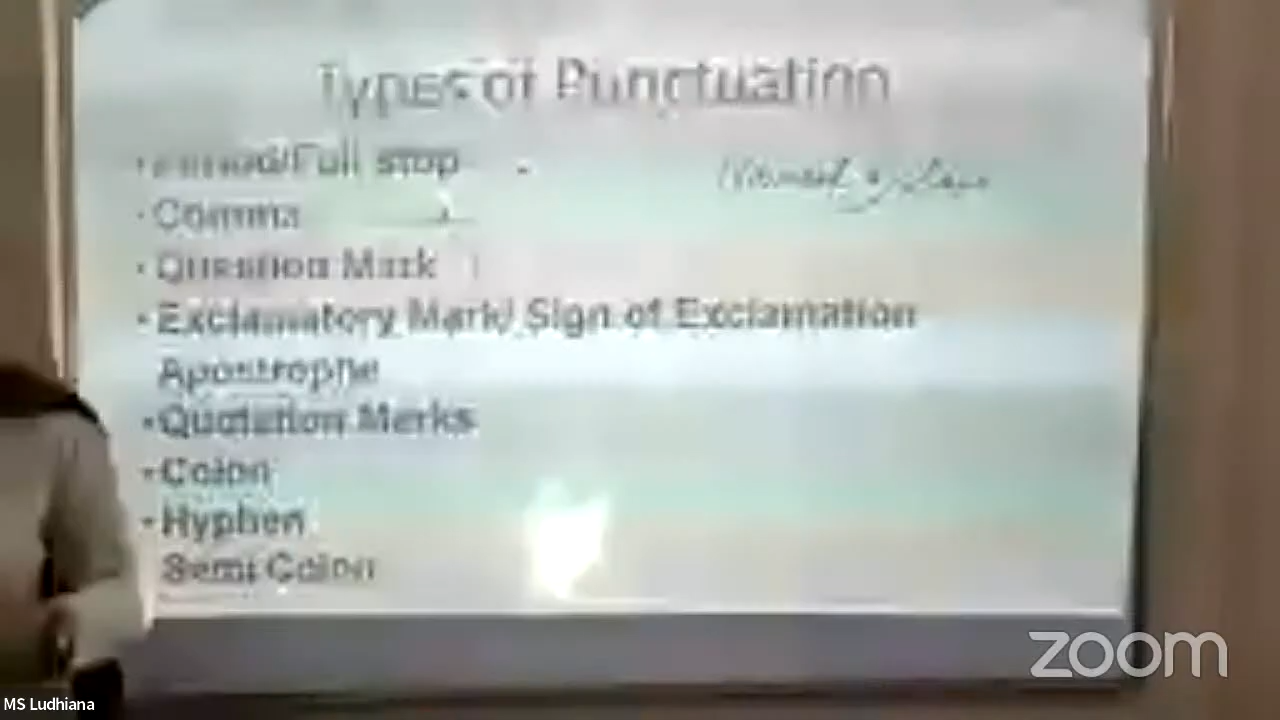 Types of Punctuation
• Period/Full stop .
• Comma ,
• Question Mark
• Exclamatory Mark/ Sign of Exclamation
Apostrophe
• Quotation Marks
• Colon
• Hyphen
Semi Colon
zoom
MS Ludhiana